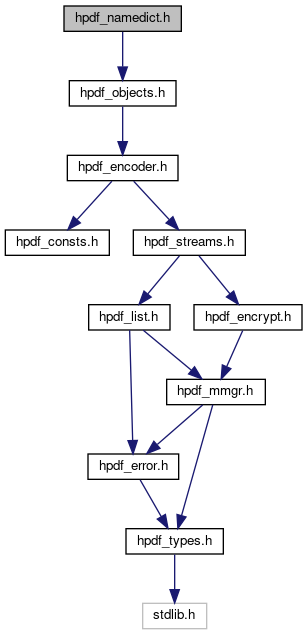 hpdf_namedict.h
hpdf_objects.h
hpdf_encoder.h
hpdf_consts.h
hpdf_streams.h
hpdf_list.h
hpdf_encrypt.h
hpdf_mmgr.h
hpdf_error.h
hpdf_types.h
stdlib.h